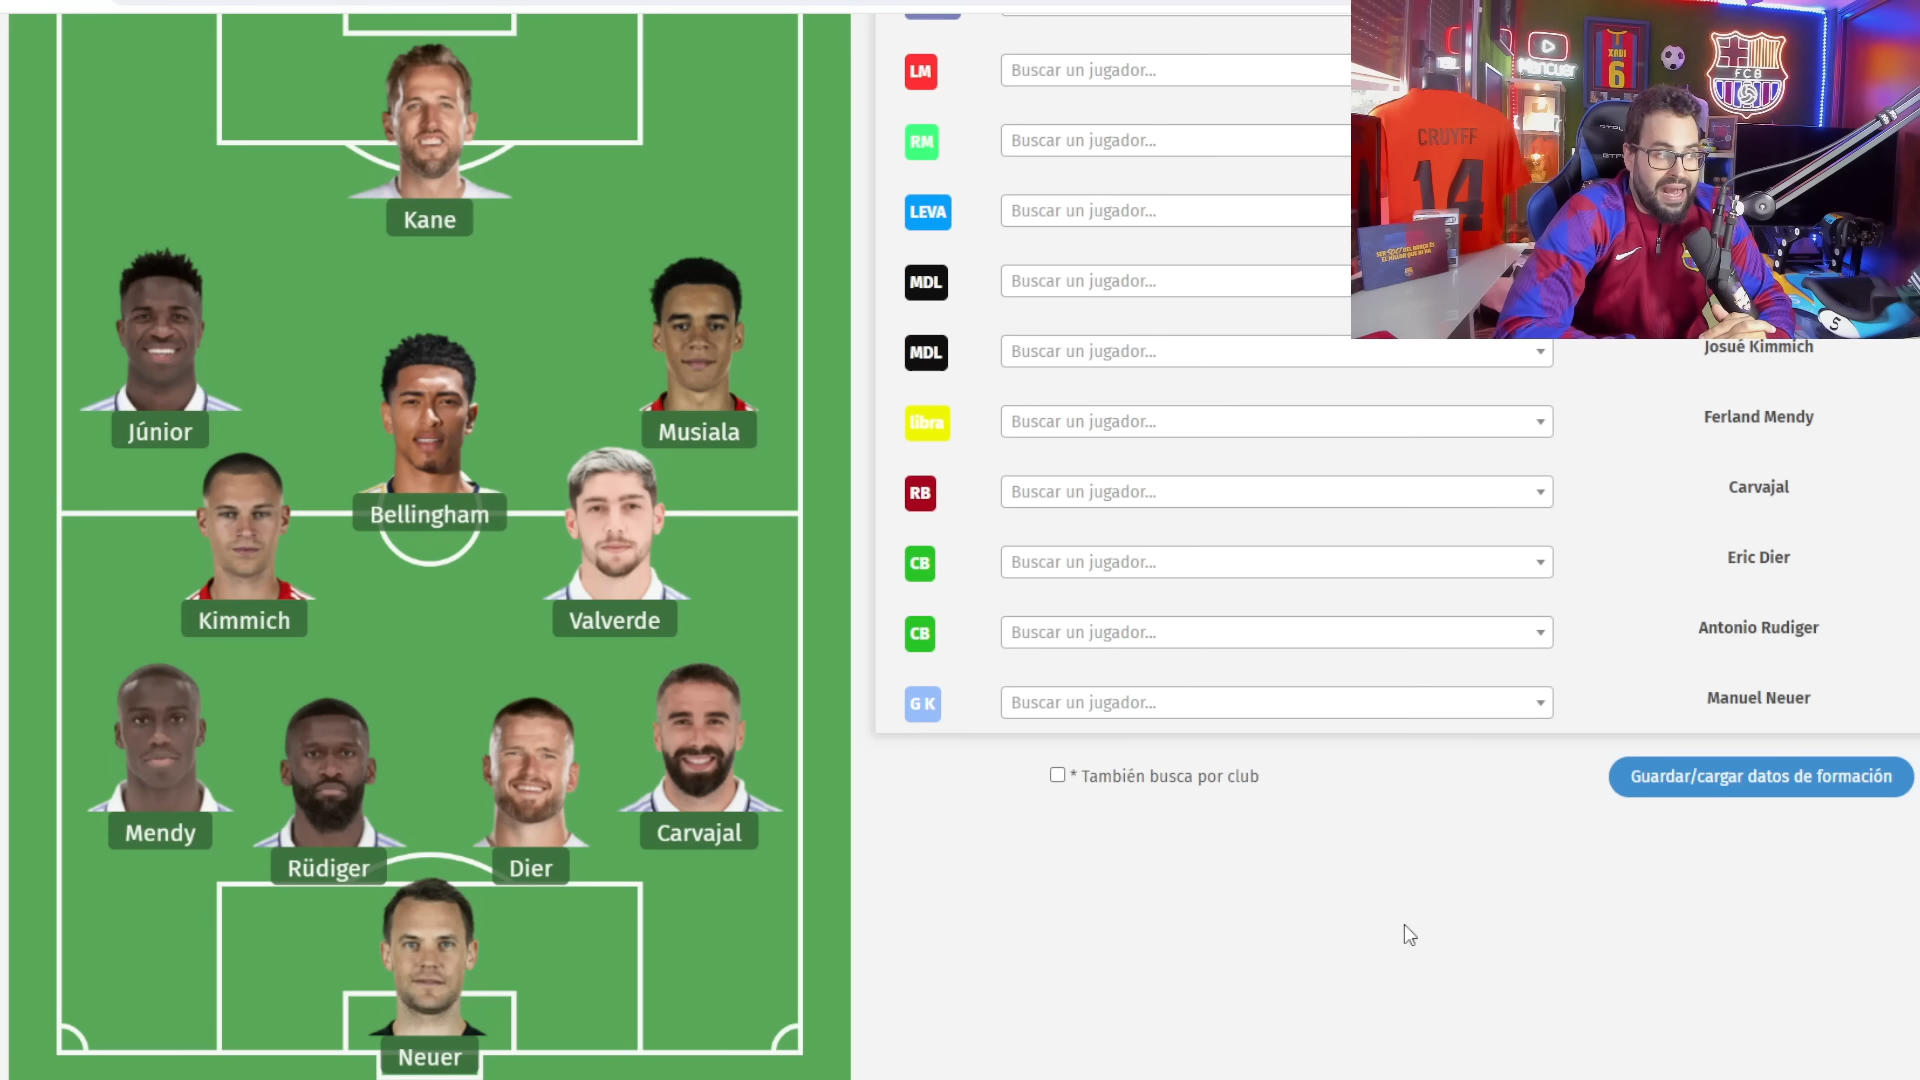 Kane
Júnior
Musiala
Bellingham
Kimmich
Valverde
Mendy
Carvajal
Rüdiger
Dier
Neuer
LM
Buscar un jugador...
RM
Buscar un jugador...
LEVA
Buscar un jugador...
MDL
Buscar un jugador...
MDL
Buscar un jugador...
Josué Kimmich
libra
Buscar un jugador...
Ferland Mendy
RB
Buscar un jugador...
Carvajal
CB
Buscar un jugador...
Eric Dier
CB
Buscar un jugador...
Antonio Rudiger
G K
Buscar un jugador...
Manuel Neuer
* También busca por club
Guardar/cargar datos de formación
CRUYFF
14
XABI
6
FCB
5